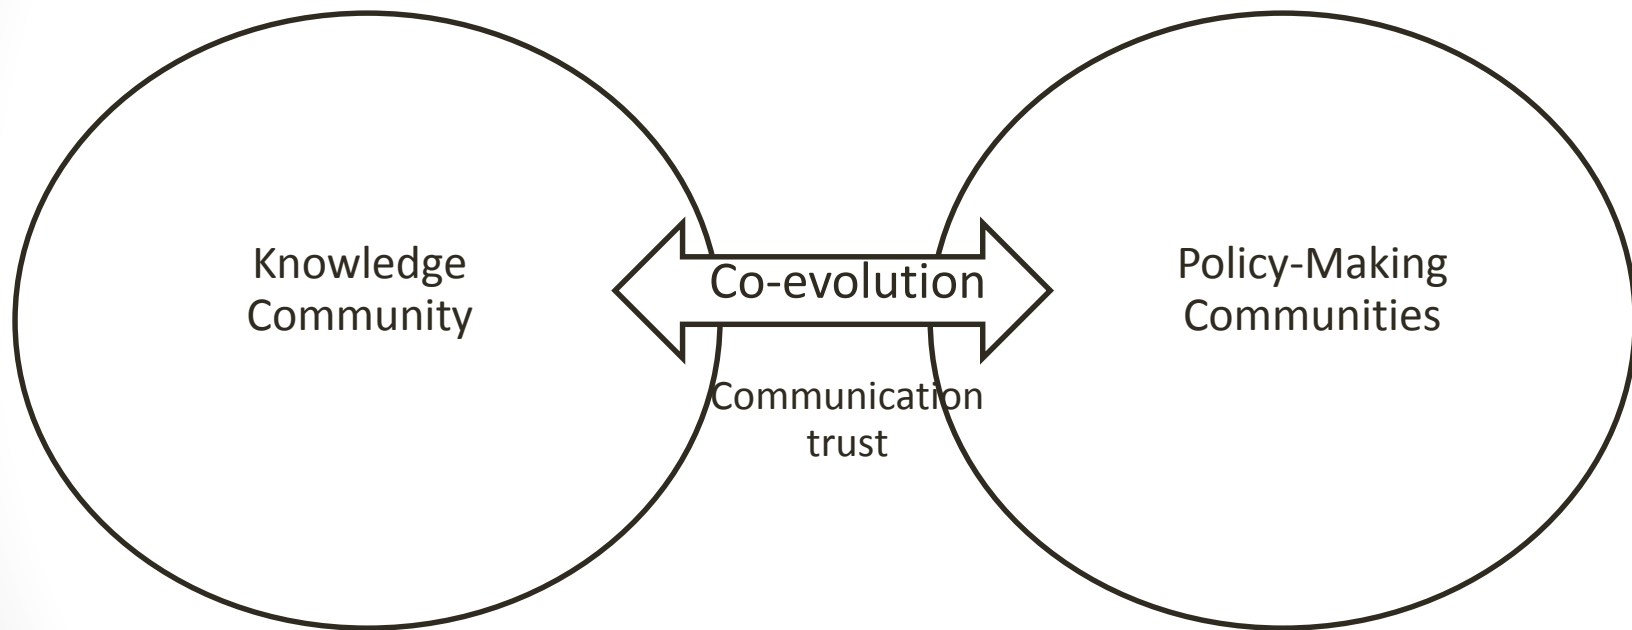 Knowledge
Community
Co-evolution
Communication
trust
Policy-Making
Communities